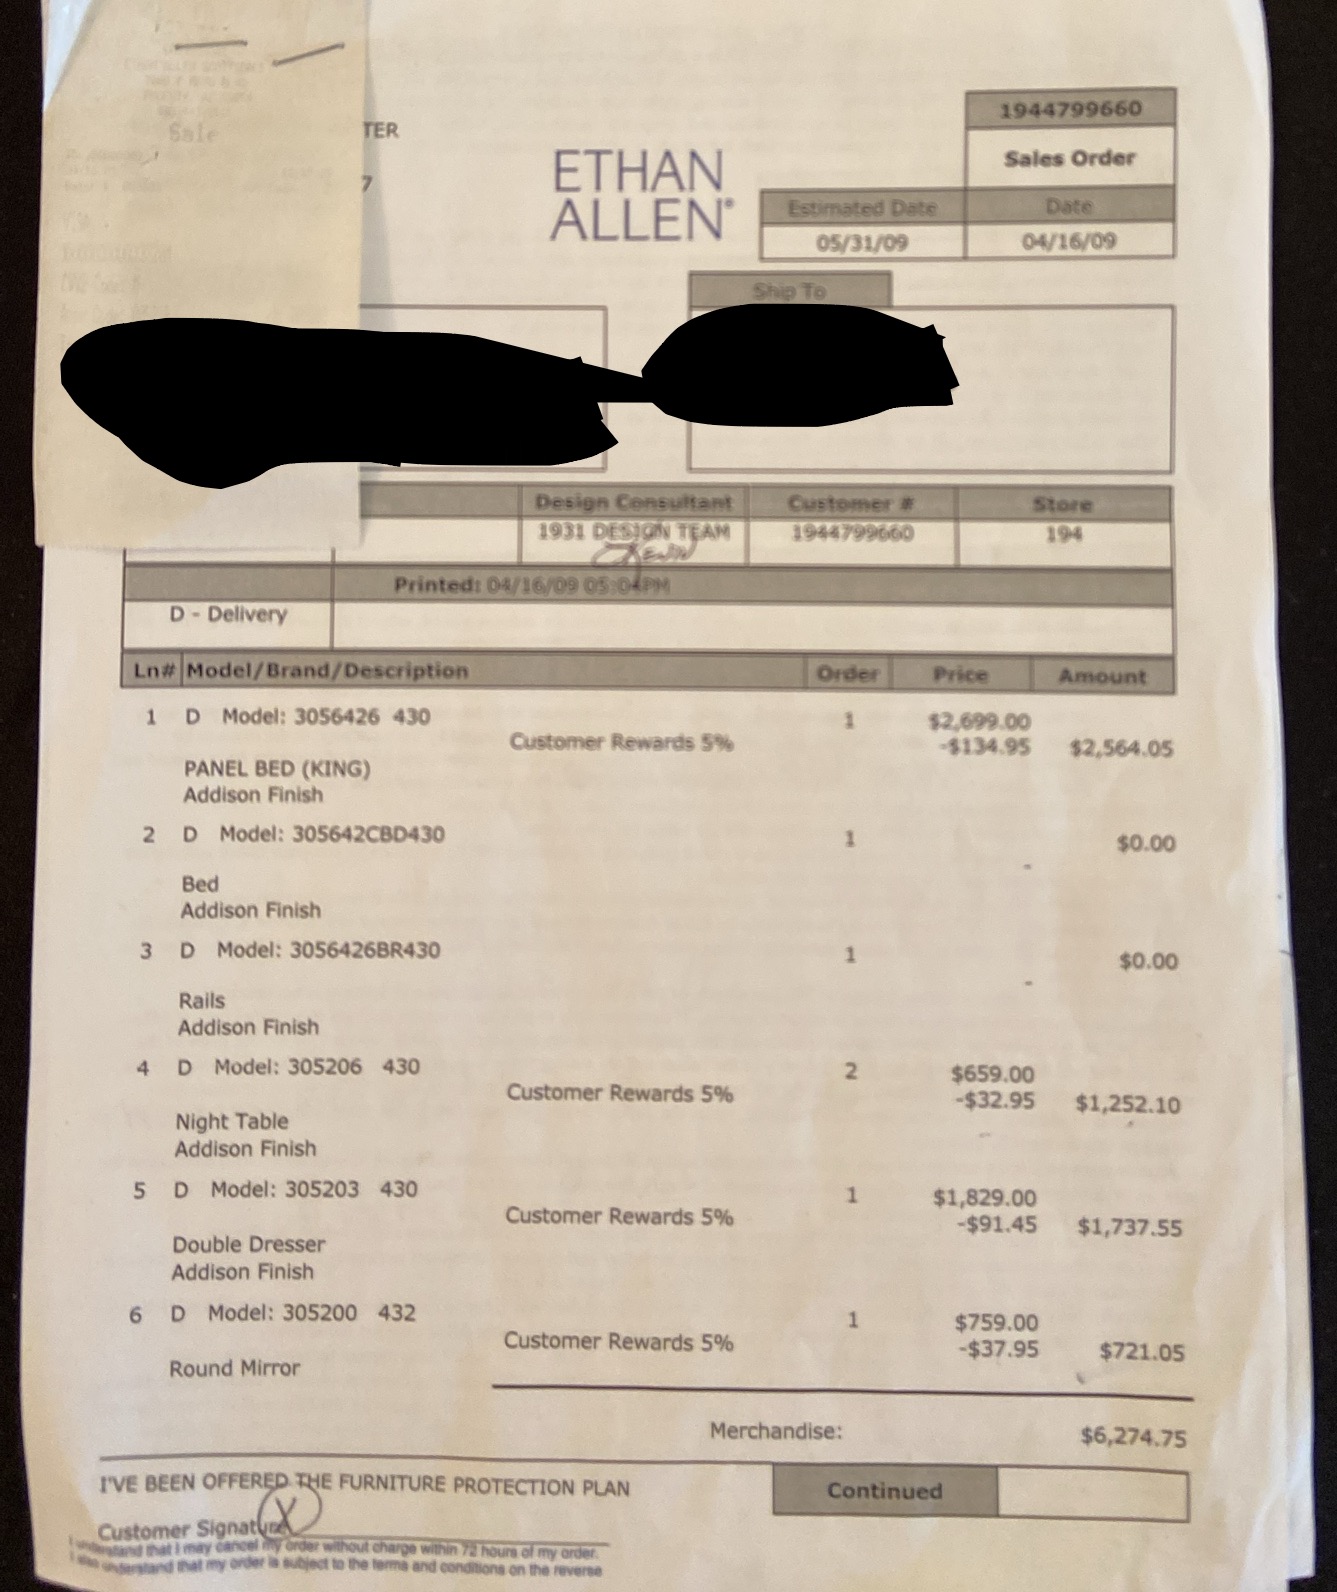 Sale
TER
7
ETHAN
ALLEN®
1944799660
Sales Order
Estimated Date Date
05/31/09 04/16/09
Ship To
Design Consultant Customer # Store
1931 DESIGN TEAM 1944799660 194
Printed: 04/16/09 05:04PM
D - Delivery
Ln# Model/Brand/Description Order Price Amount
1 D Model: 3056426 430 1 $2,699.00
Customer Rewards 5% -$134.95 $2,564.05
PANEL BED (KING)
Addison Finish
2 D Model: 305642CBD430 1 $0.00
Bed
Addison Finish
3 D Model: 3056426BR430 1 $0.00
Rails
Addison Finish
4 D Model: 305206 430 2 $659.00
Customer Rewards 5% -$32.95 $1,252.10
Night Table
Addison Finish
5 D Model: 305203 430 1 $1,829.00
Customer Rewards 5% -$91.45 $1,737.55
Double Dresser
Addison Finish
6 D Model: 305200 432 1 $759.00
Customer Rewards 5% -$37.95 $721.05
Round Mirror
Merchandise: $6,274.75
I'VE BEEN OFFERED THE FURNITURE PROTECTION PLAN
Continued
Customer Signature X
I understand that I may cancel my order without charge within 72 hours of my order.
I also understand that my order is subject to the terms and conditions on the reverse